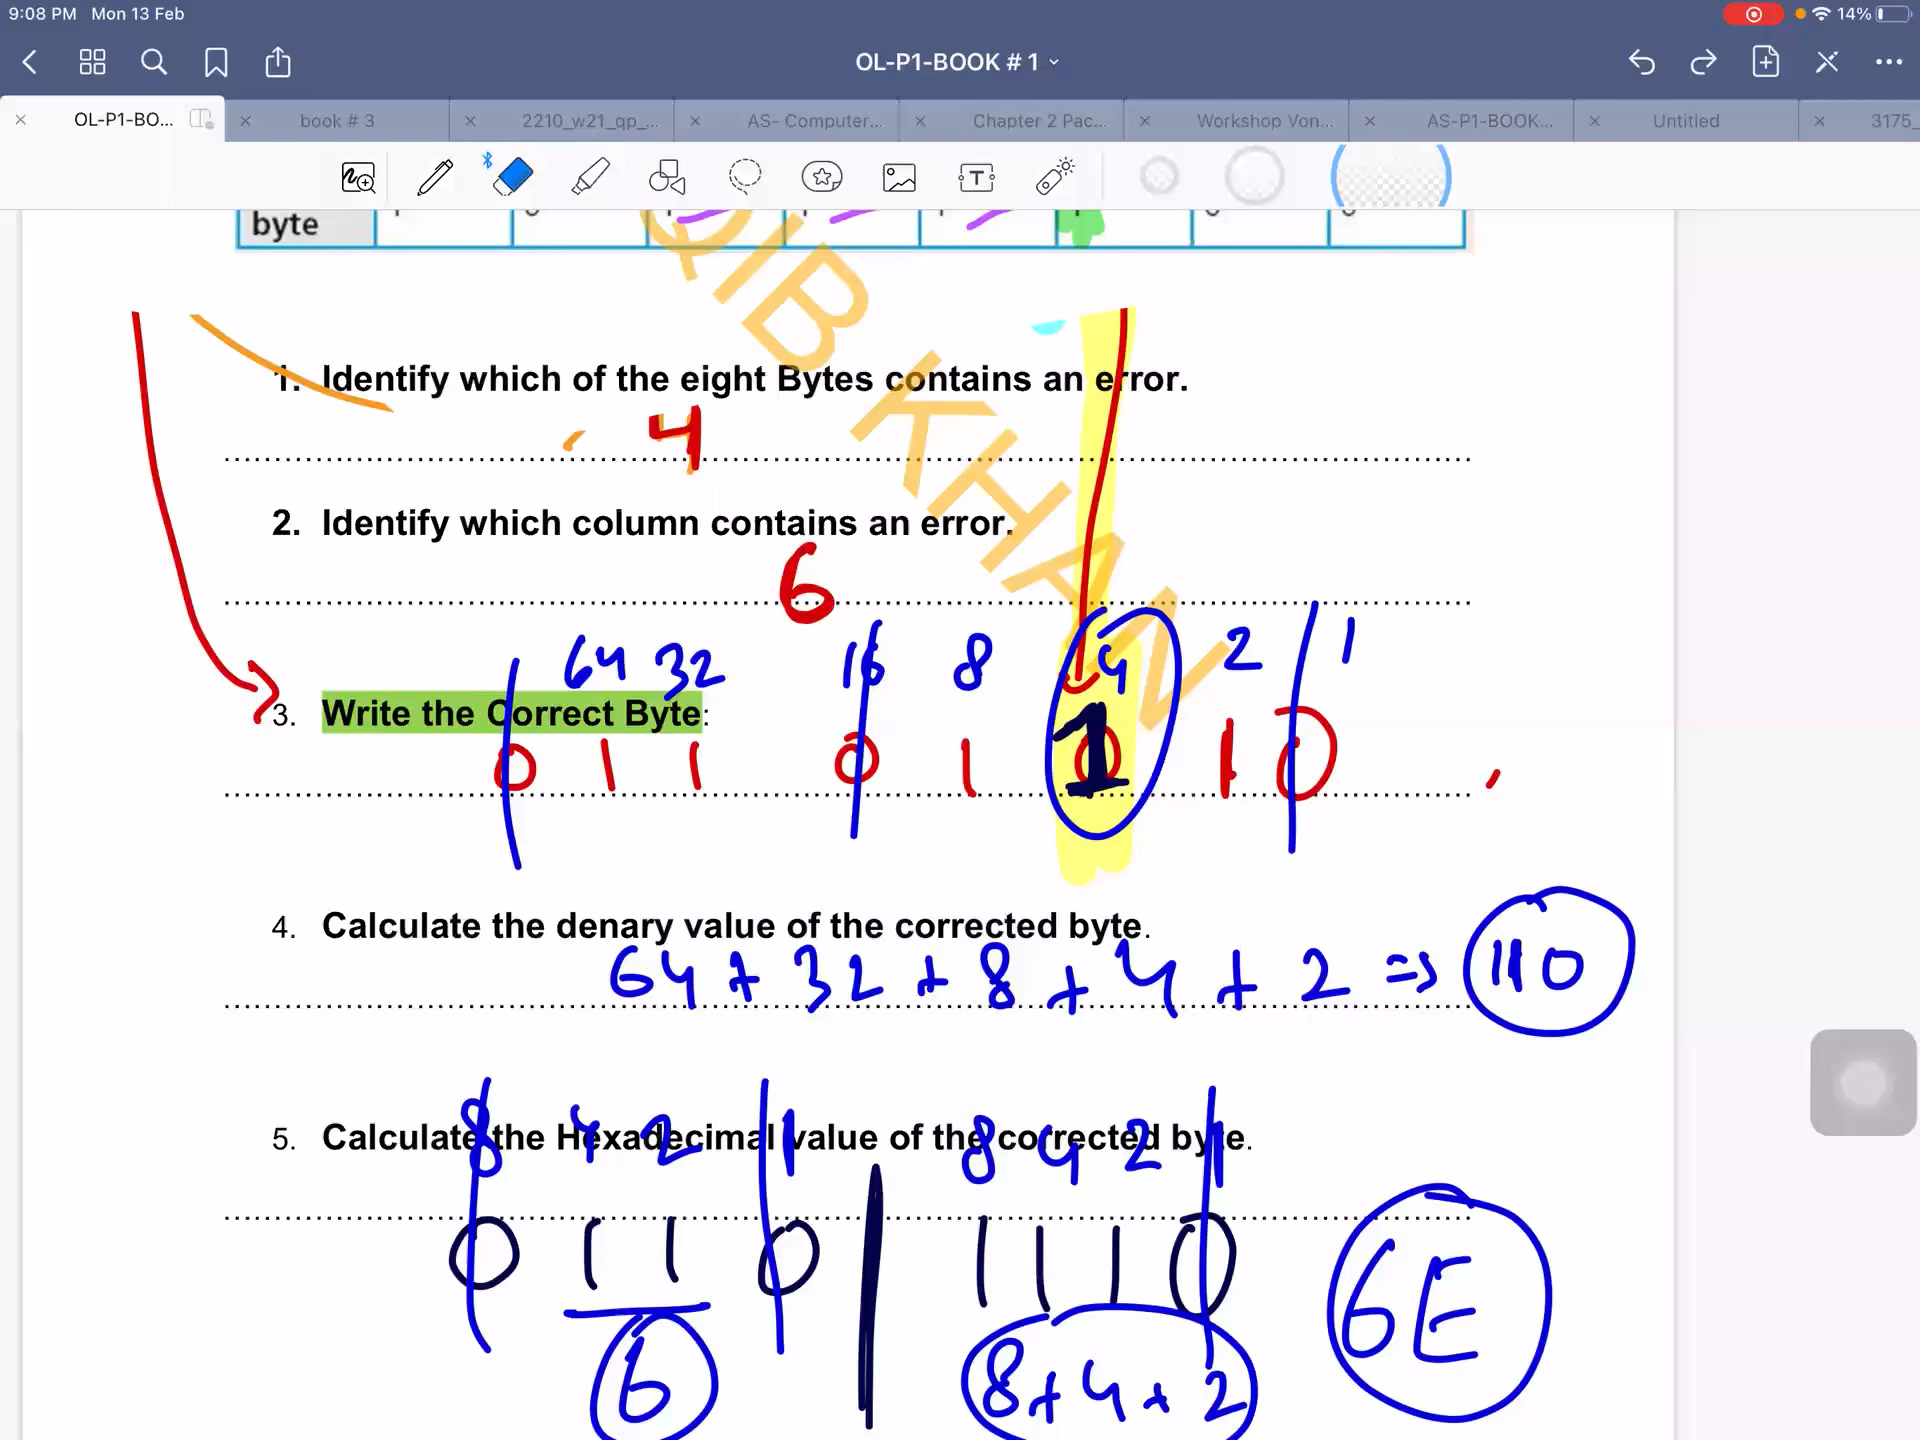 9:08 PM Mon 13 Feb
14%
OL-P1-BOOK # 1
OL-P1-BO...
book # 3
2210_w21_qp_...
AS- Computer...
Chapter 2 Pac...
Workshop Von...
AS-P1-BOOK...
Untitled
3175_
byte
QIB KHAN
1. Identify which of the eight Bytes contains an error.
4
2. Identify which column contains an error.
6
64 32 16 8 4 2 1
3. Write the Correct Byte:
0 1 1 0 1 1 1 0
4. Calculate the denary value of the corrected byte.
64 + 32 + 8 + 4 + 2 => 110
8 4 2 1 8 4 2 1
5. Calculate the Hexadecimal value of the corrected byte.
0 1 1 0 1 1 1 0
6E
6 8+4+2